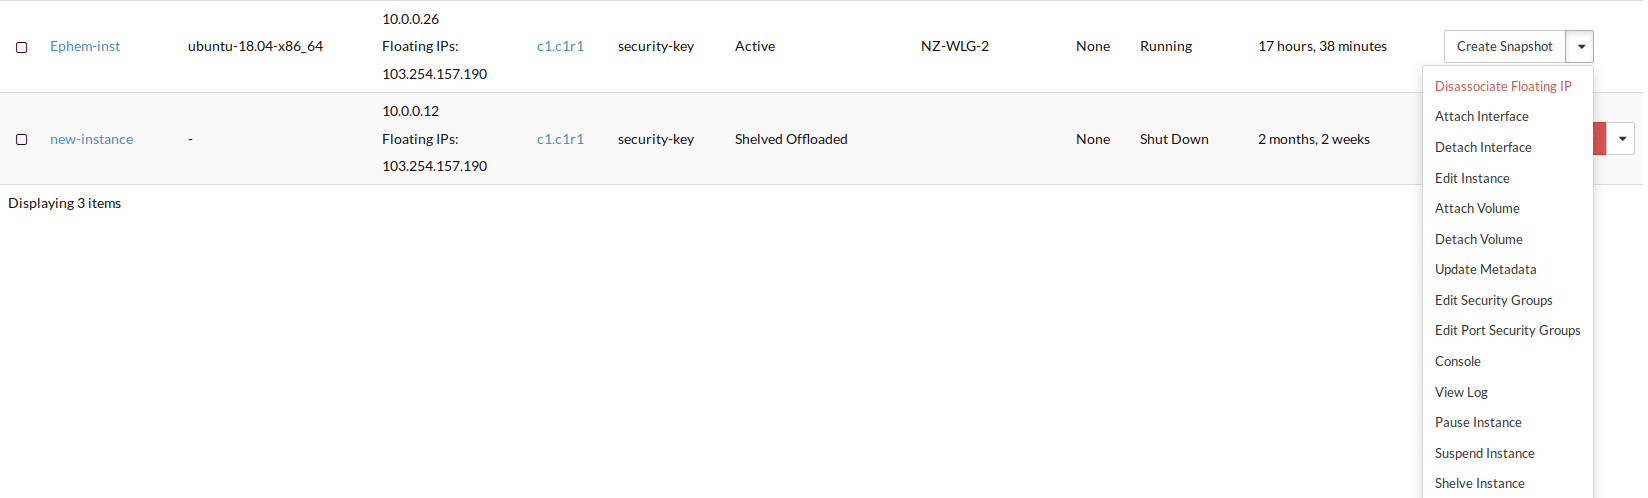 10.0.0.26
Ephem-inst ubuntu-18.04-x86_64 Floating IPs: c1.c1r1 security-key Active NZ-WLG-2 None Running 17 hours, 38 minutes Create Snapshot
103.254.157.190
Disassociate Floating IP
10.0.0.12
Attach Interface
new-instance - Floating IPs: c1.c1r1 security-key Shelved Offloaded None Shut Down 2 months, 2 weeks
Detach Interface
103.254.157.190
Edit Instance
Displaying 3 items
Attach Volume
Detach Volume
Update Metadata
Edit Security Groups
Edit Port Security Groups
Console
View Log
Pause Instance
Suspend Instance
Shelve Instance